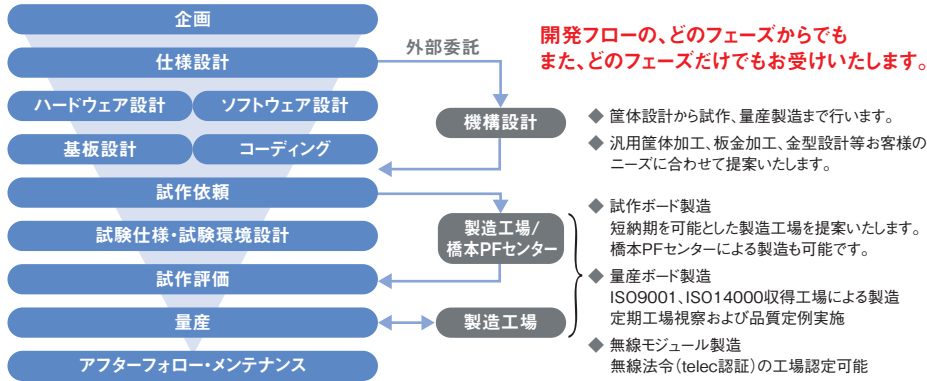 企画
仕様設計
ハードウェア設計
ソフトウェア設計
基板設計
コーディング
試作依頼
試験仕様・試験環境設計
試作評価
量産
アフターフォロー・メンテナンス
外部委託
機構設計
製造工場/
橋本PFセンター
製造工場
開発フローの、どのフェーズからでも
また、どのフェーズだけでもお受けいたします。
◆ 筐体設計から試作、量産製造まで行います。
◆ 汎用筐体加工、板金加工、金型設計等お客様の
ニーズに合わせて提案いたします。
◆ 試作ボード製造
短納期を可能とした製造工場を提案いたします。
橋本PFセンターによる製造も可能です。
◆ 量産ボード製造
ISO9001、ISO14000収得工場による製造
定期工場視察および品質定例実施
◆ 無線モジュール製造
無線法令(telec認証)の工場認定可能